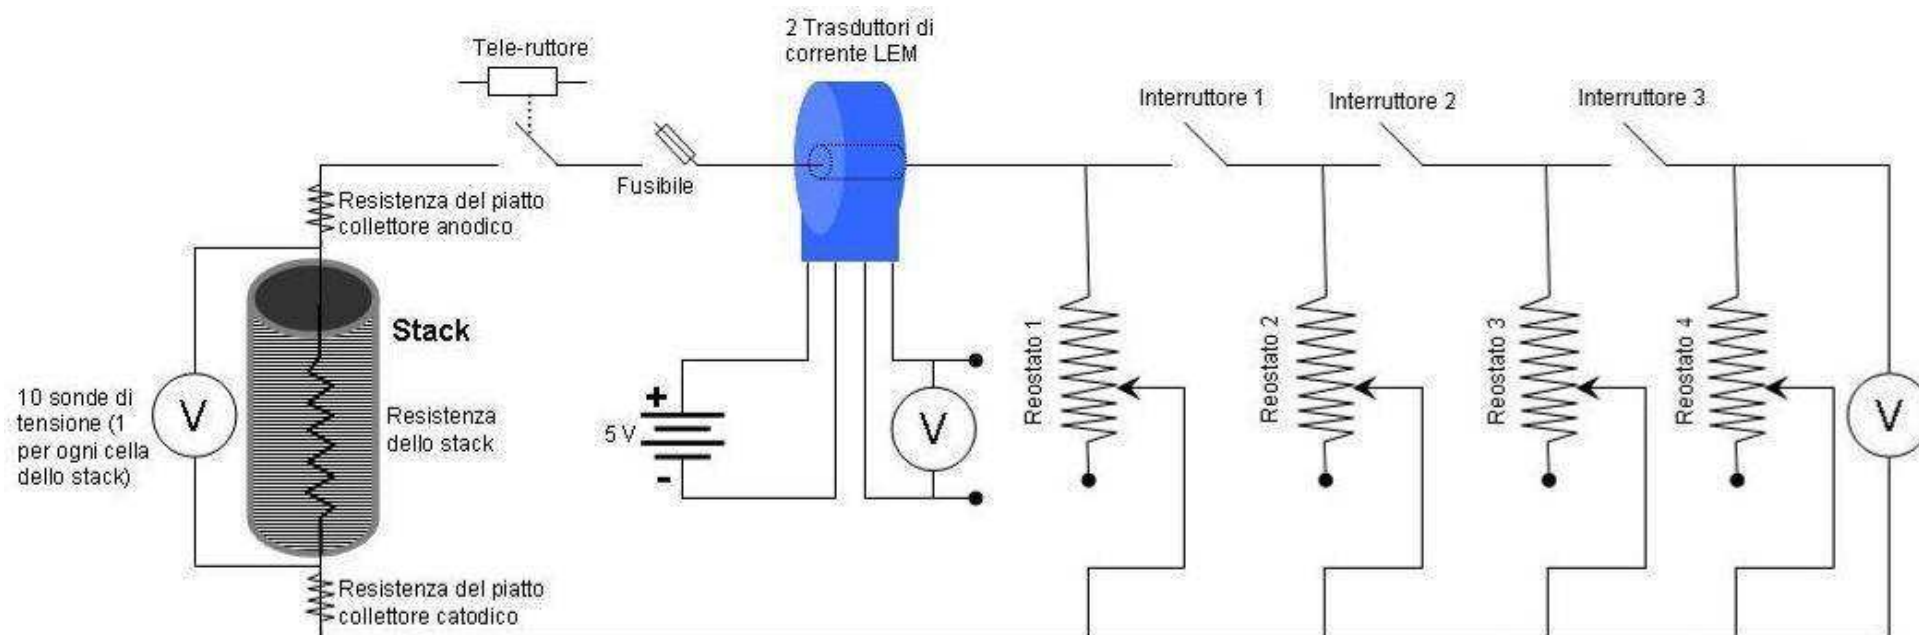 2 Trasduttori di
corrente LEM
Tele-ruttore
Interruttore 1
Interruttore 2
Interruttore 3
Fusibile
Resistenza del piatto
collettore anodico
Stack
10 sonde di
tensione (1
per ogni cella
dello stack)
V
Resistenza
dello stack
+
5 V
-
V
Reostato 1
Reostato 2
Reostato 3
Reostato 4
V
Resistenza del piatto
collettore catodico